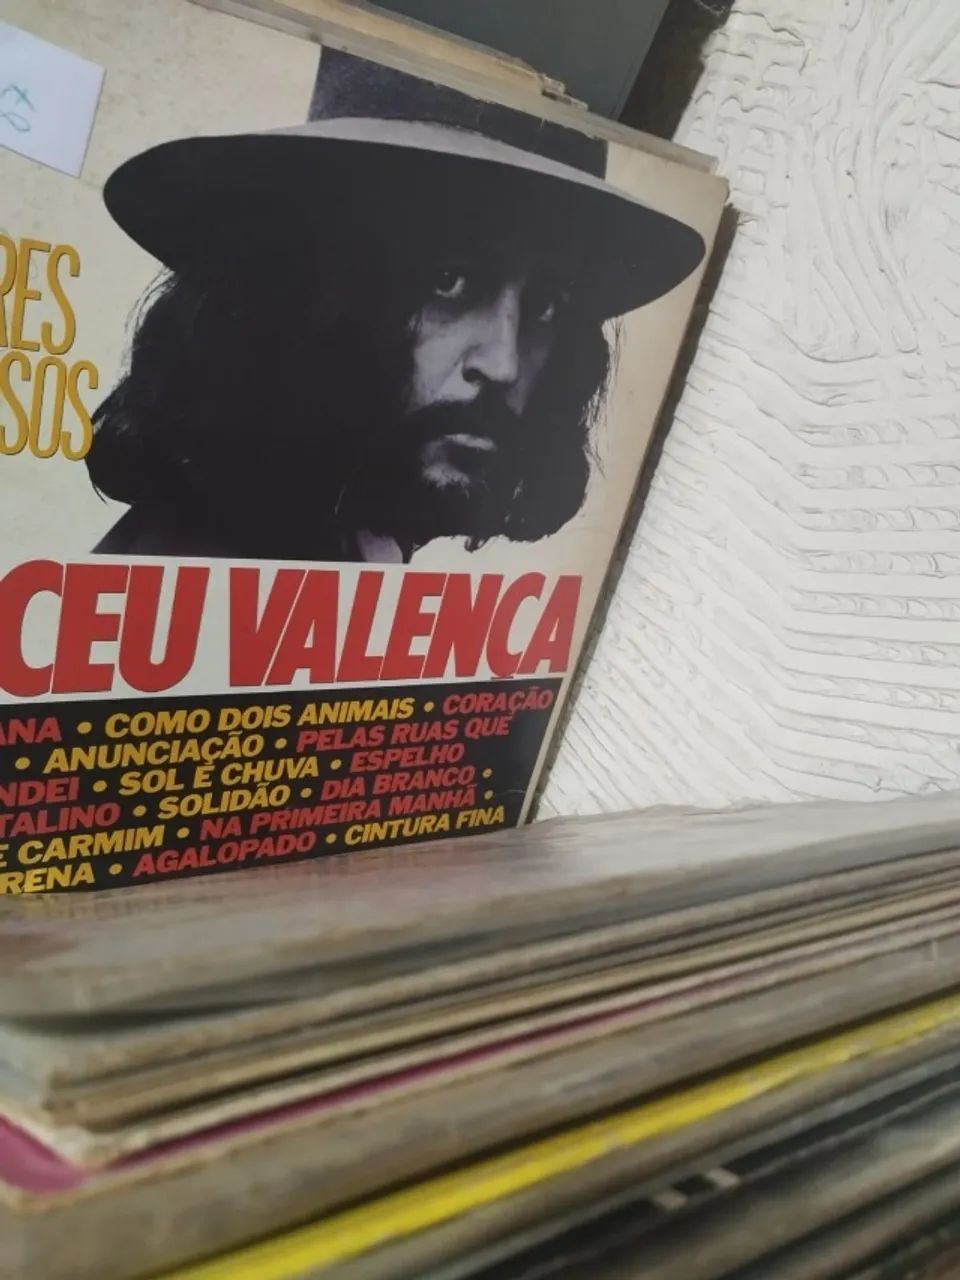 RES
SOS
CEU VALENÇA
ANA • COMO DOIS ANIMAIS • CORAÇÃO
• ANUNCIAÇÃO • PELAS RUAS QUE
NDEI • SOL E CHUVA • ESPELHO
TALINO • SOLIDÃO • DIA BRANCO •
E CARMIM • NA PRIMEIRA MANHÃ •
RENA • AGALOPADO • CINTURA FINA